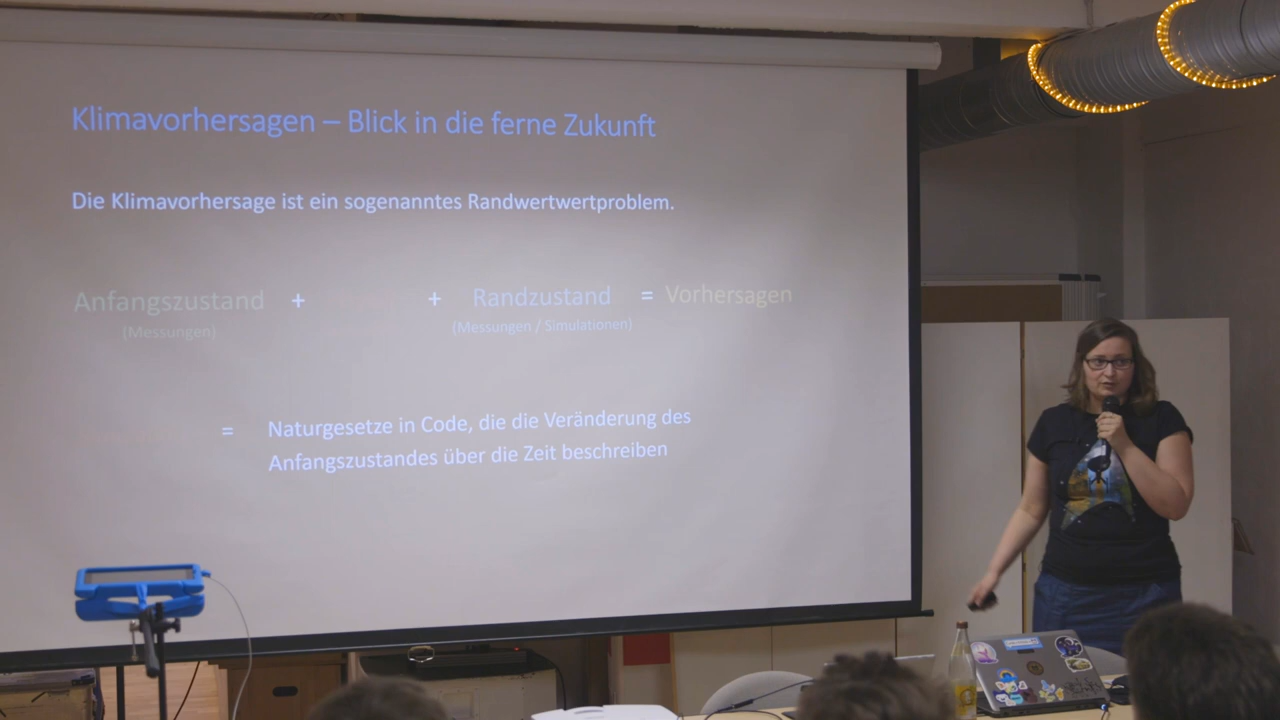 Klimavorhersagen – Blick in die ferne Zukunft
Die Klimavorhersage ist ein sogenanntes Randwertwertproblem.
Anfangszustand + + Randzustand = Vorhersagen
(Messungen) (Messungen / Simulationen)
= Naturgesetze in Code, die die Veränderung des
Anfangszustandes über die Zeit beschreiben